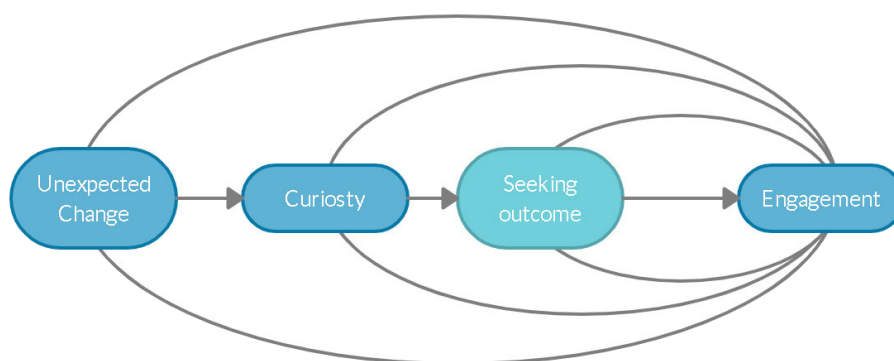 Unexpected
Change
Curiosty
Seeking
outcome
Engagement